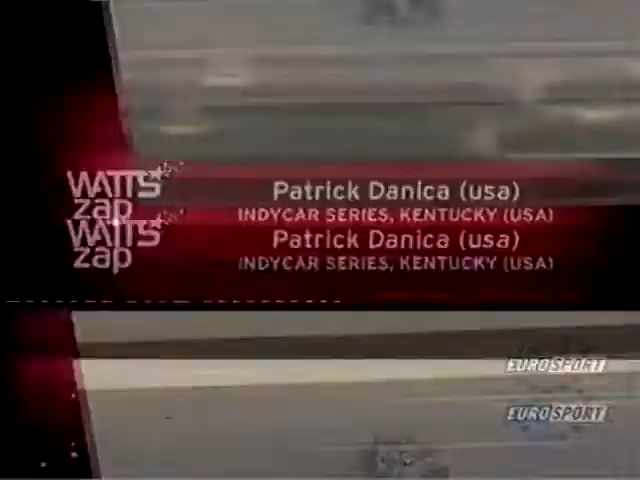 WATTS
zap
Patrick Danica (usa)
INDYCAR SERIES, KENTUCKY (USA)
WATTS
zap
Patrick Danica (usa)
INDYCAR SERIES, KENTUCKY (USA)
EUROSPORT
EUROSPORT